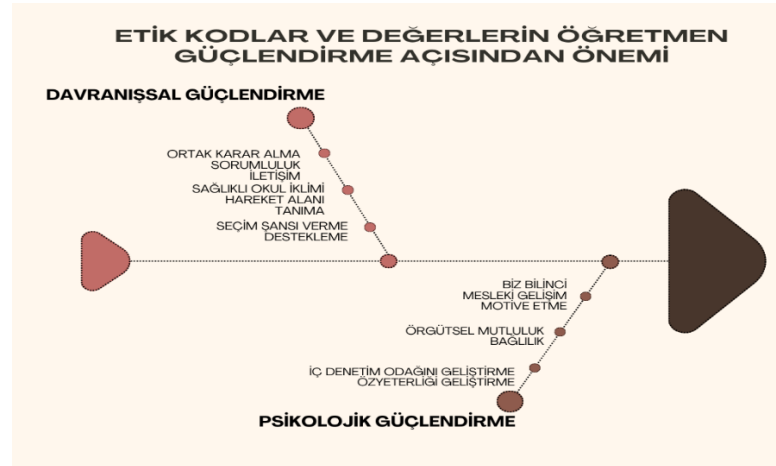 ETİK KODLAR VE DEĞERLERİN ÖĞRETMEN
GÜÇLENDİRME AÇISINDAN ÖNEMİ
DAVRANIŞSAL GÜÇLENDİRME
ORTAK KARAR ALMA
SORUMLULUK
İLETİŞİM
SAĞLIKLI OKUL İKLİMİ
HAREKET ALANI
TANIMA
SEÇİM ŞANSI VERME
DESTEKLEME
BİZ BİLİNCİ
MESLEKİ GELİŞİM
MOTİVE ETME
ÖRGÜTSEL MUTLULUK
BAĞLILIK
İÇ DENETİM ODAĞINI GELİŞTİRME
ÖZYETERLİĞİ GELİŞTİRME
PSİKOLOJİK GÜÇLENDİRME